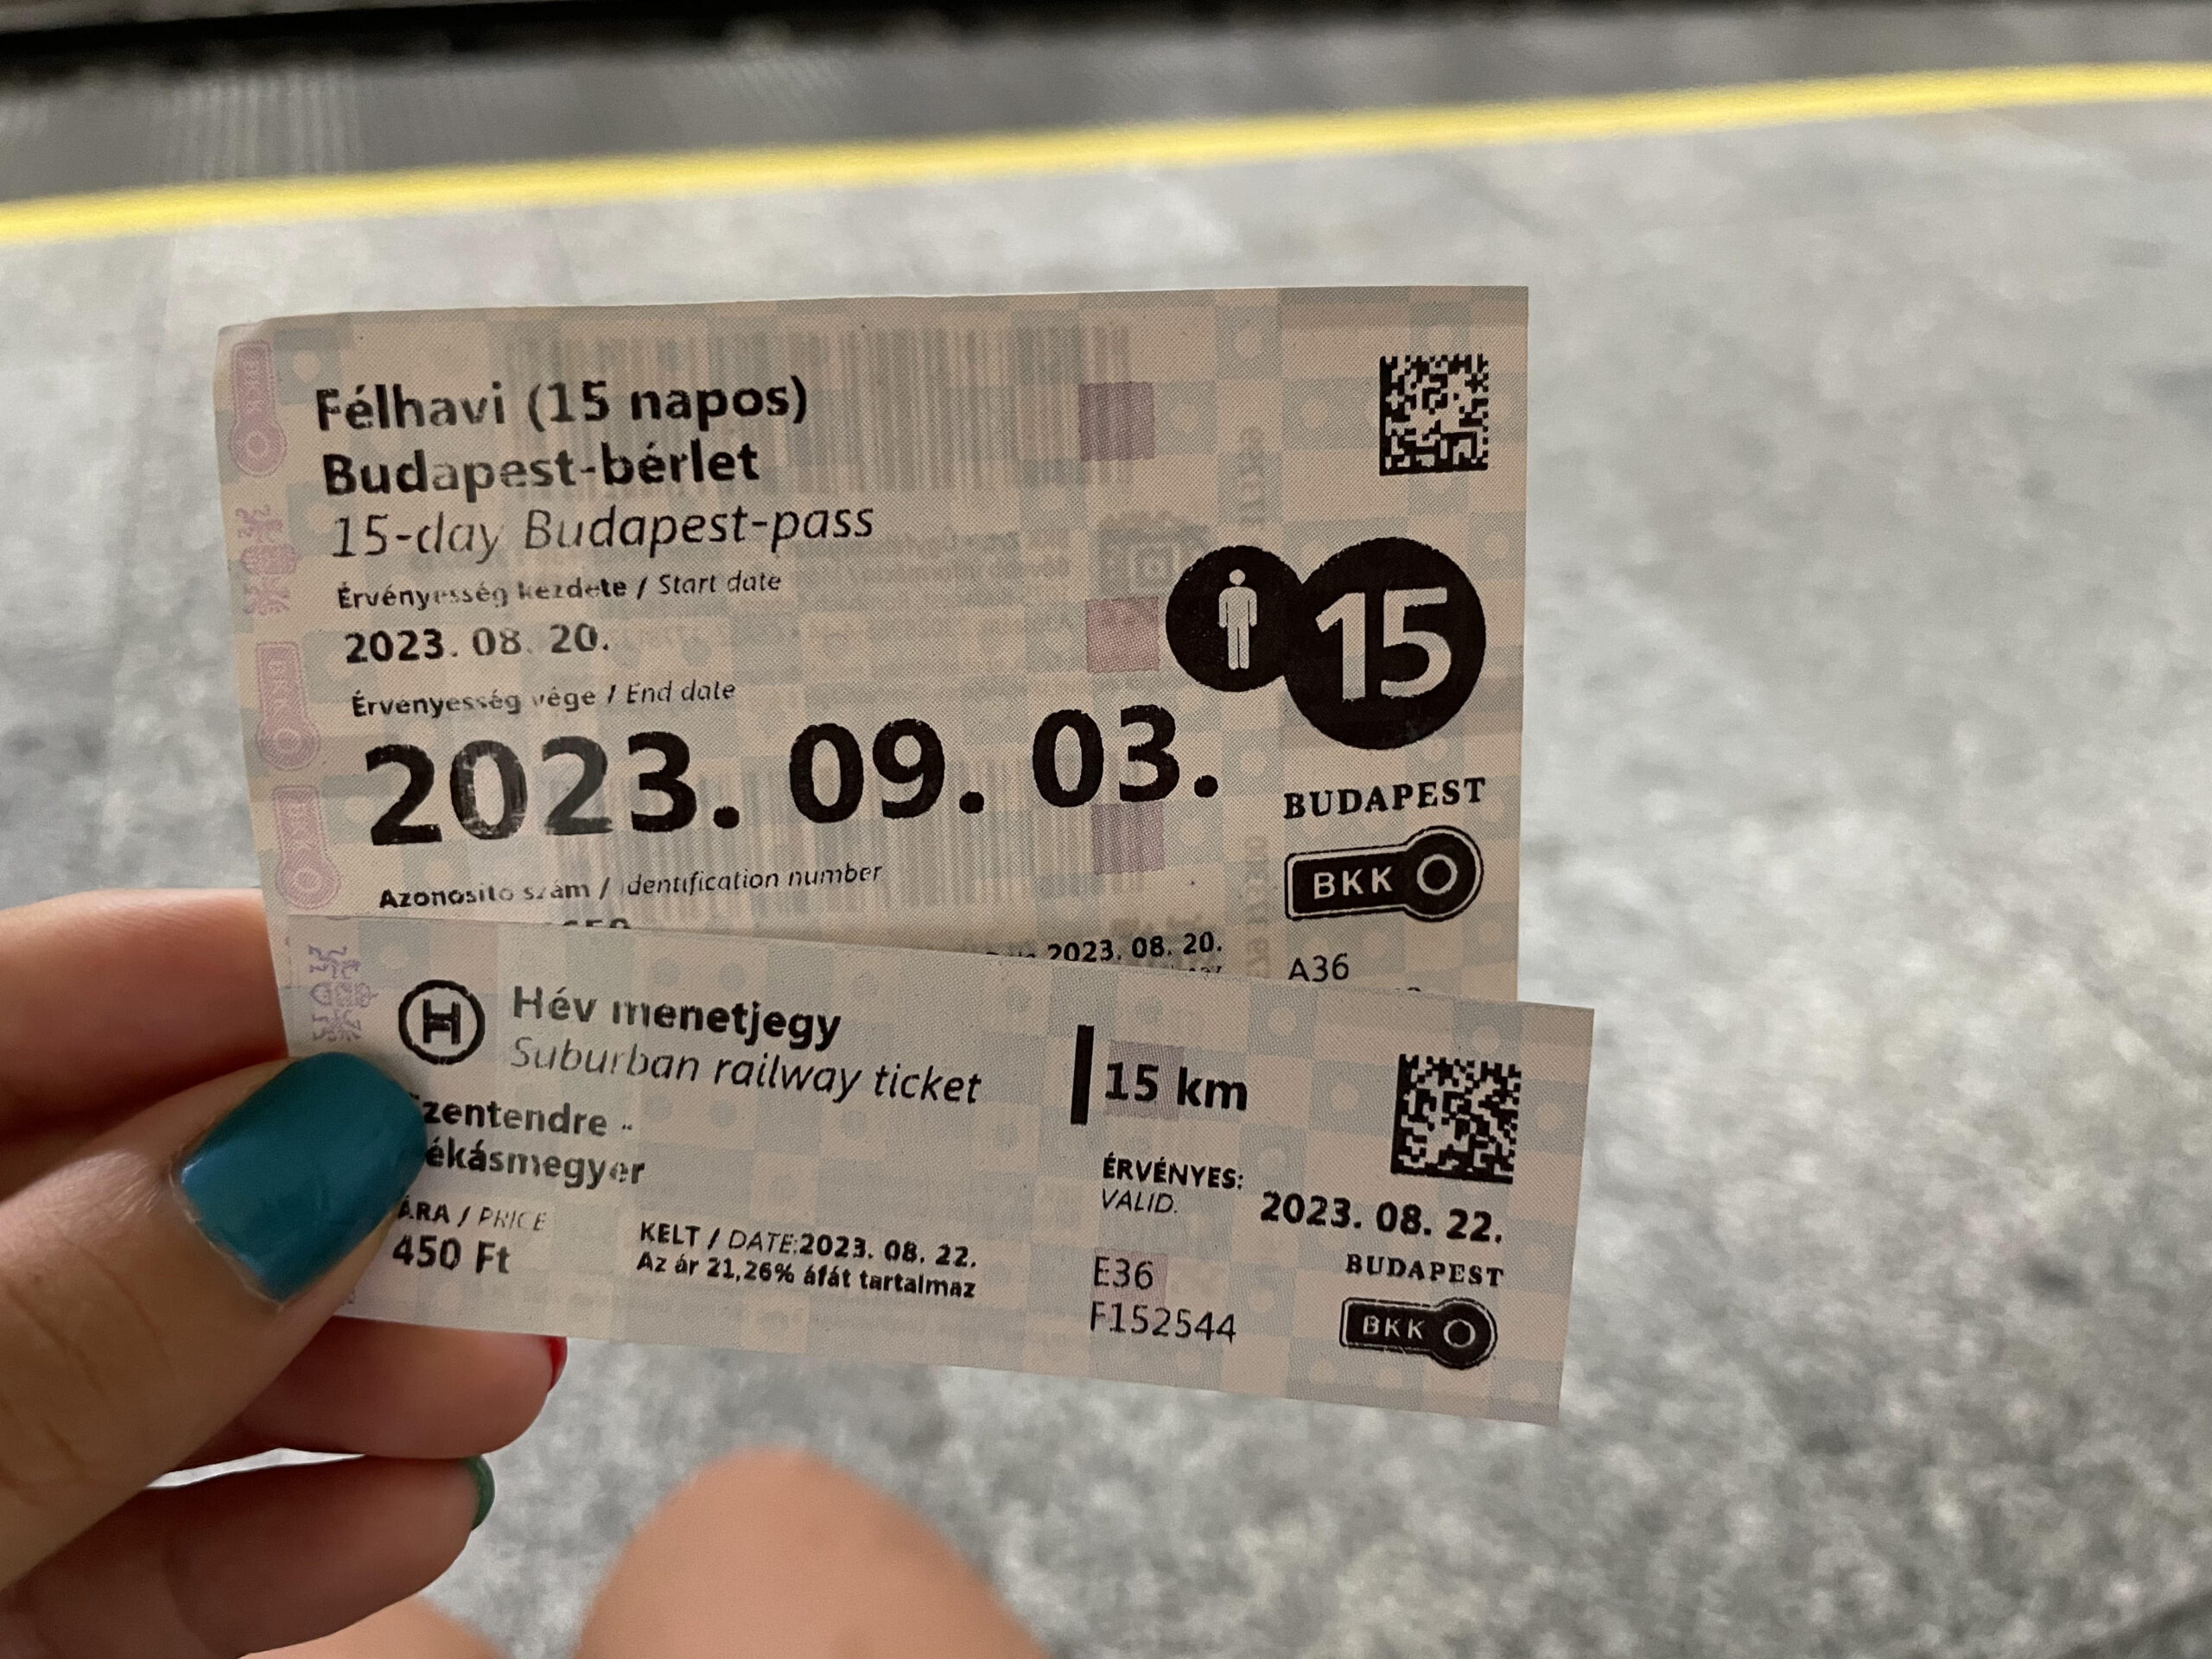 Félhavi (15 napos)
Budapest-bérlet
15-day Budapest-pass
Érvényesség kezdete / Start date
2023. 08. 20.
Érvényesség vége / End date
2023. 09. 03.
Azonosító szám / Identification number
15
BUDAPEST
BKK
2023. 08. 20.
A36
H
Hév menetjegy
Suburban railway ticket
zentendre -
ékásmegyer
ÁRA / PRICE
450 Ft
KELT / DATE:2023. 08. 22.
Az ár 21,26% áfát tartalmaz
15 km
ÉRVÉNYES:
VALID:
2023. 08. 22.
E36
F152544
BUDAPEST
BKK